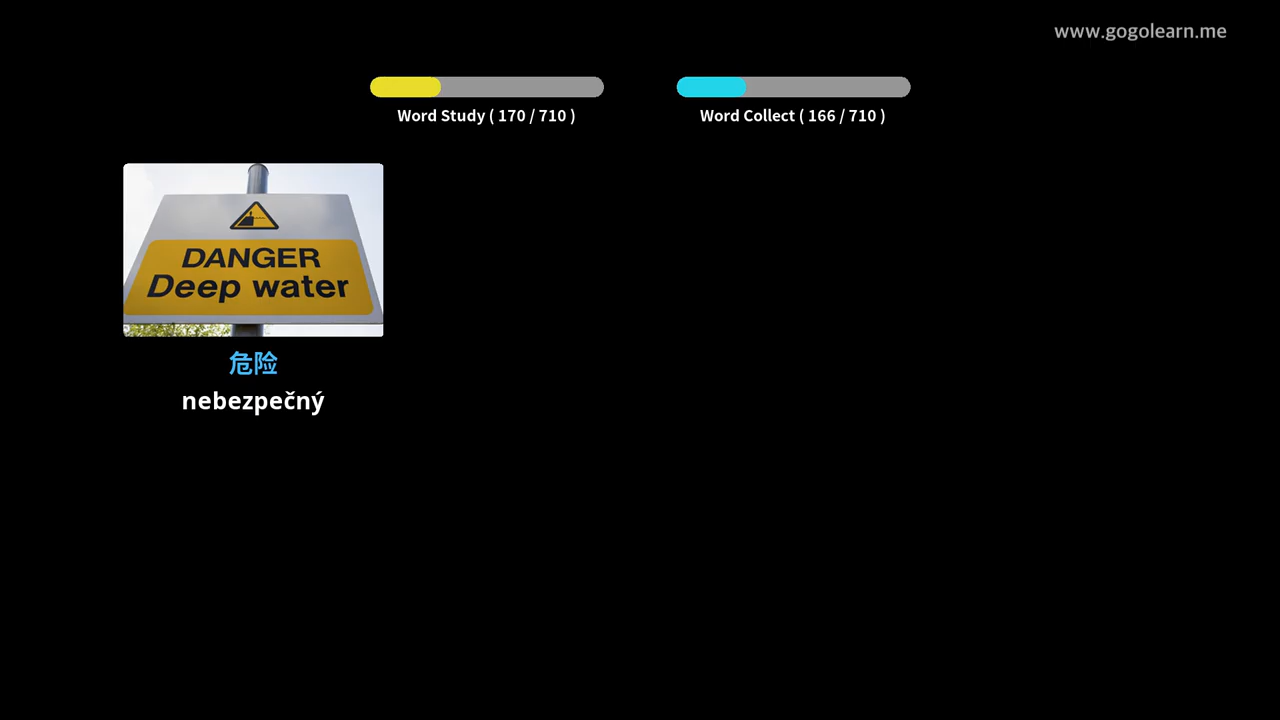 www.gogolearn.me
Word Study ( 170 / 710 )
Word Collect ( 166 / 710 )
DANGER
Deep water
危险
nebezpečný